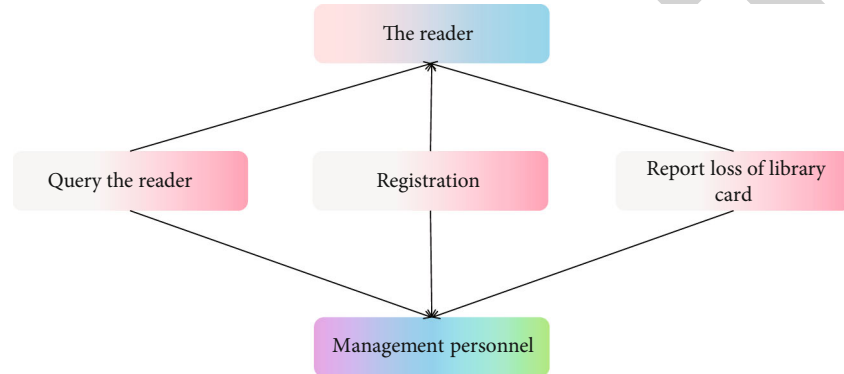 The reader
Query the reader
Registration
Report loss of library
card
Management personnel